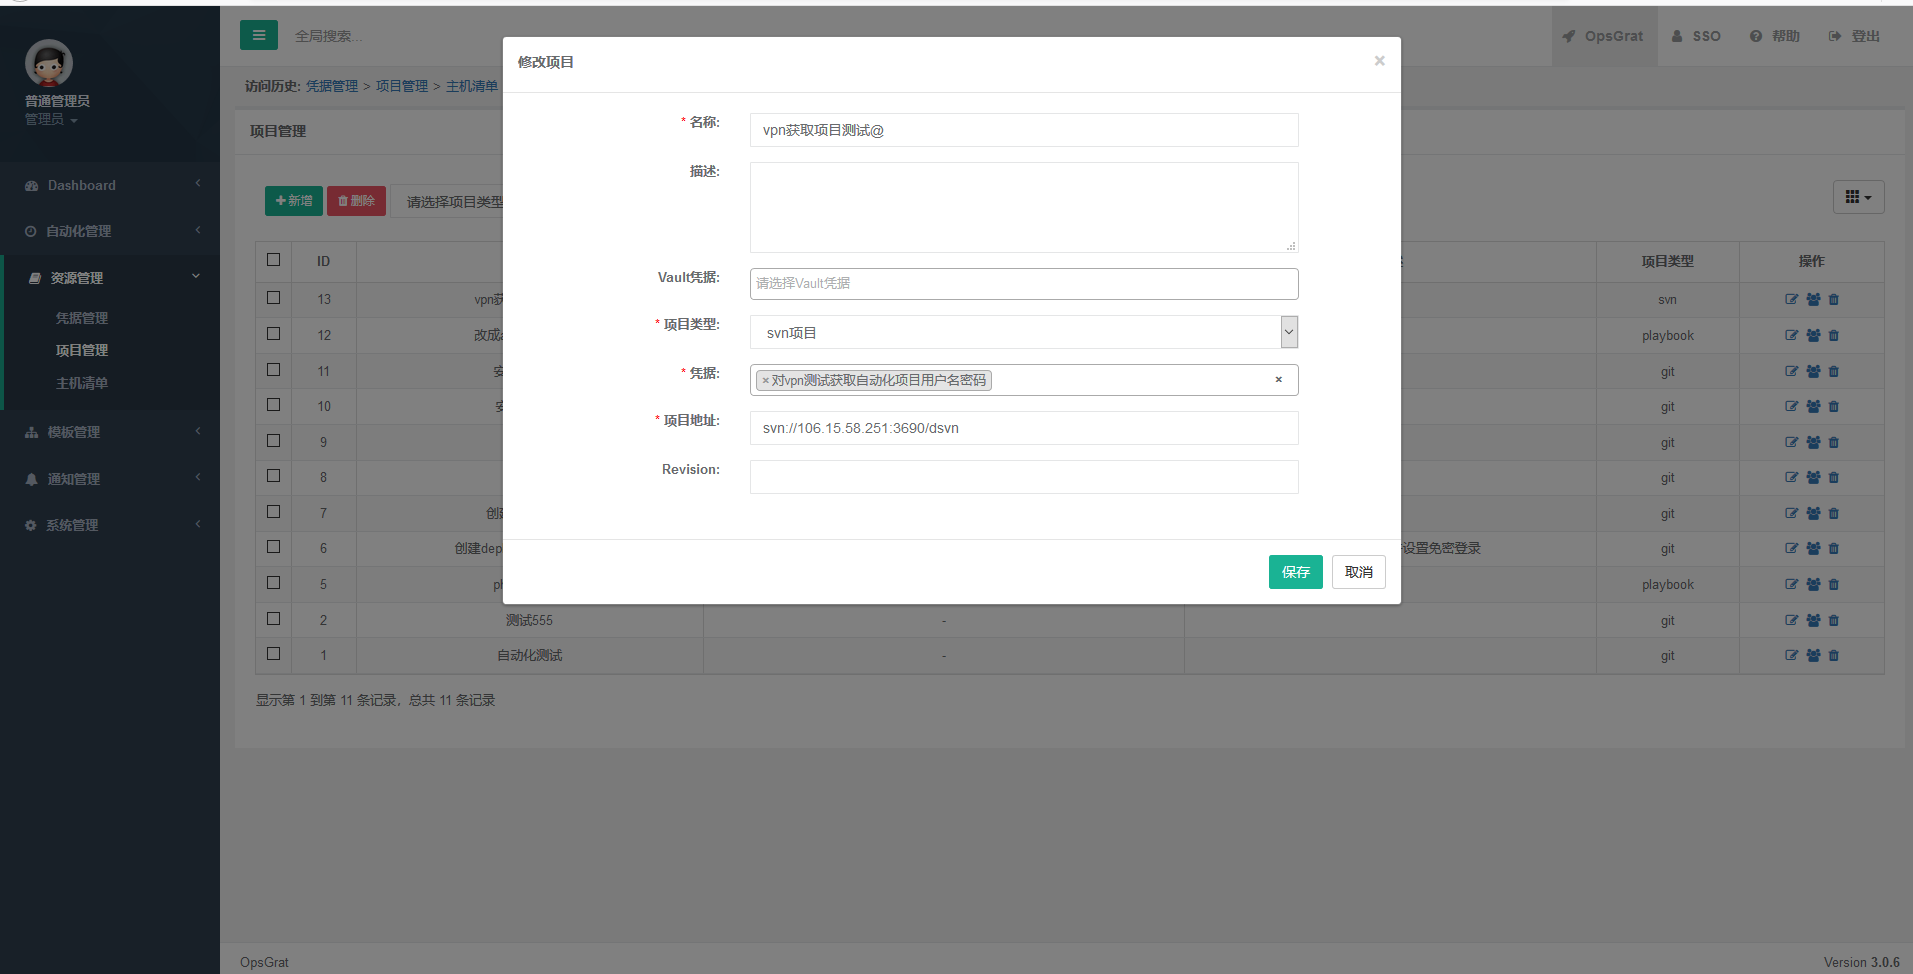 普通管理员
管理员
Dashboard
自动化管理
资源管理
凭据管理
项目管理
主机清单
模板管理
通知管理
系统管理
全局搜索...
OpsGrat
SSO
帮助
登出
访问历史: 凭据管理 > 项目管理 > 主机清单
项目管理
新增
删除
请选择项目类型
ID 项目类型 操作
13 vpn获 svn
12 改成 playbook
11 安 git
10 安 git
9 git
8 git
7 创建 git
6 创建dep 设置免密登录 git
5 ph playbook
2 测试555 - git
1 自动化测试 - git
显示第 1 到第 11 条记录，总共 11 条记录
修改项目
×
* 名称: vpn获取项目测试@
描述:
Vault凭据: 请选择Vault凭据
* 项目类型: svn项目
* 凭据: ×对vpn测试获取自动化项目用户名密码 ×
* 项目地址: svn://106.15.58.251:3690/dsvn
Revision:
保存
取消
OpsGrat
Version 3.0.6